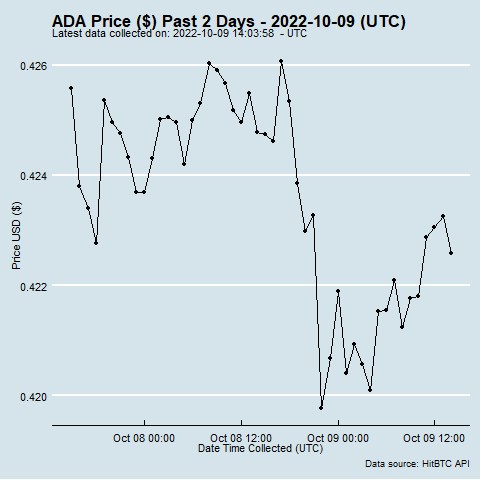 ADA Price ($) Past 2 Days - 2022-10-09 (UTC)
Latest data collected on: 2022-10-09 14:03:58  - UTC
0.426
0.424
0.422
0.420
Price USD ($)
Oct 08 00:00
Oct 08 12:00
Oct 09 00:00
Oct 09 12:00
Date Time Collected (UTC)
Data source: HitBTC API